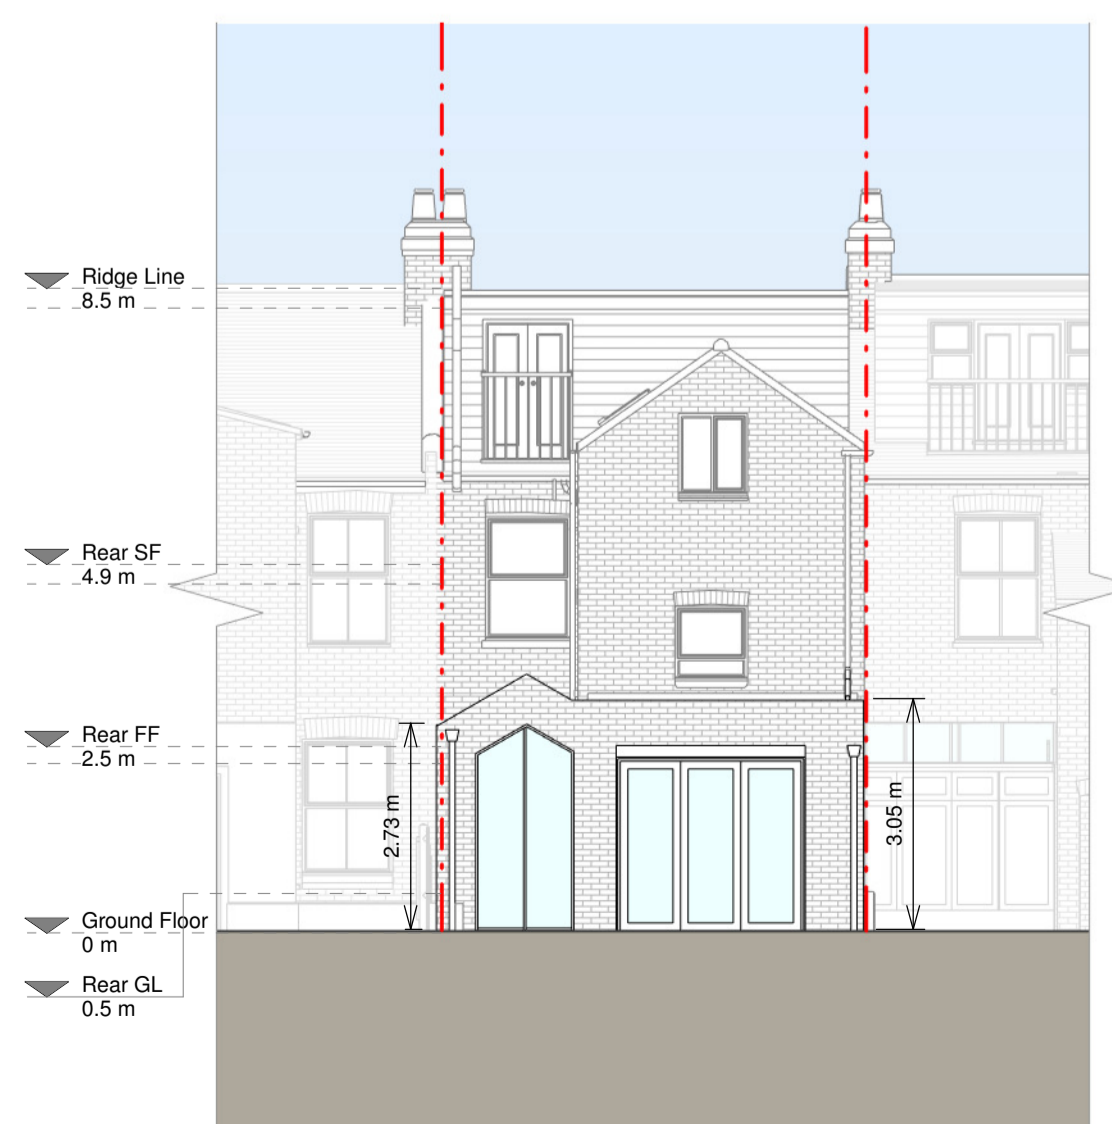 Ridge Line
8.5 m
Rear SF
4.9 m
Rear FF
2.5 m
2.73 m
3.05 m
Ground Floor
0 m
Rear GL
0.5 m